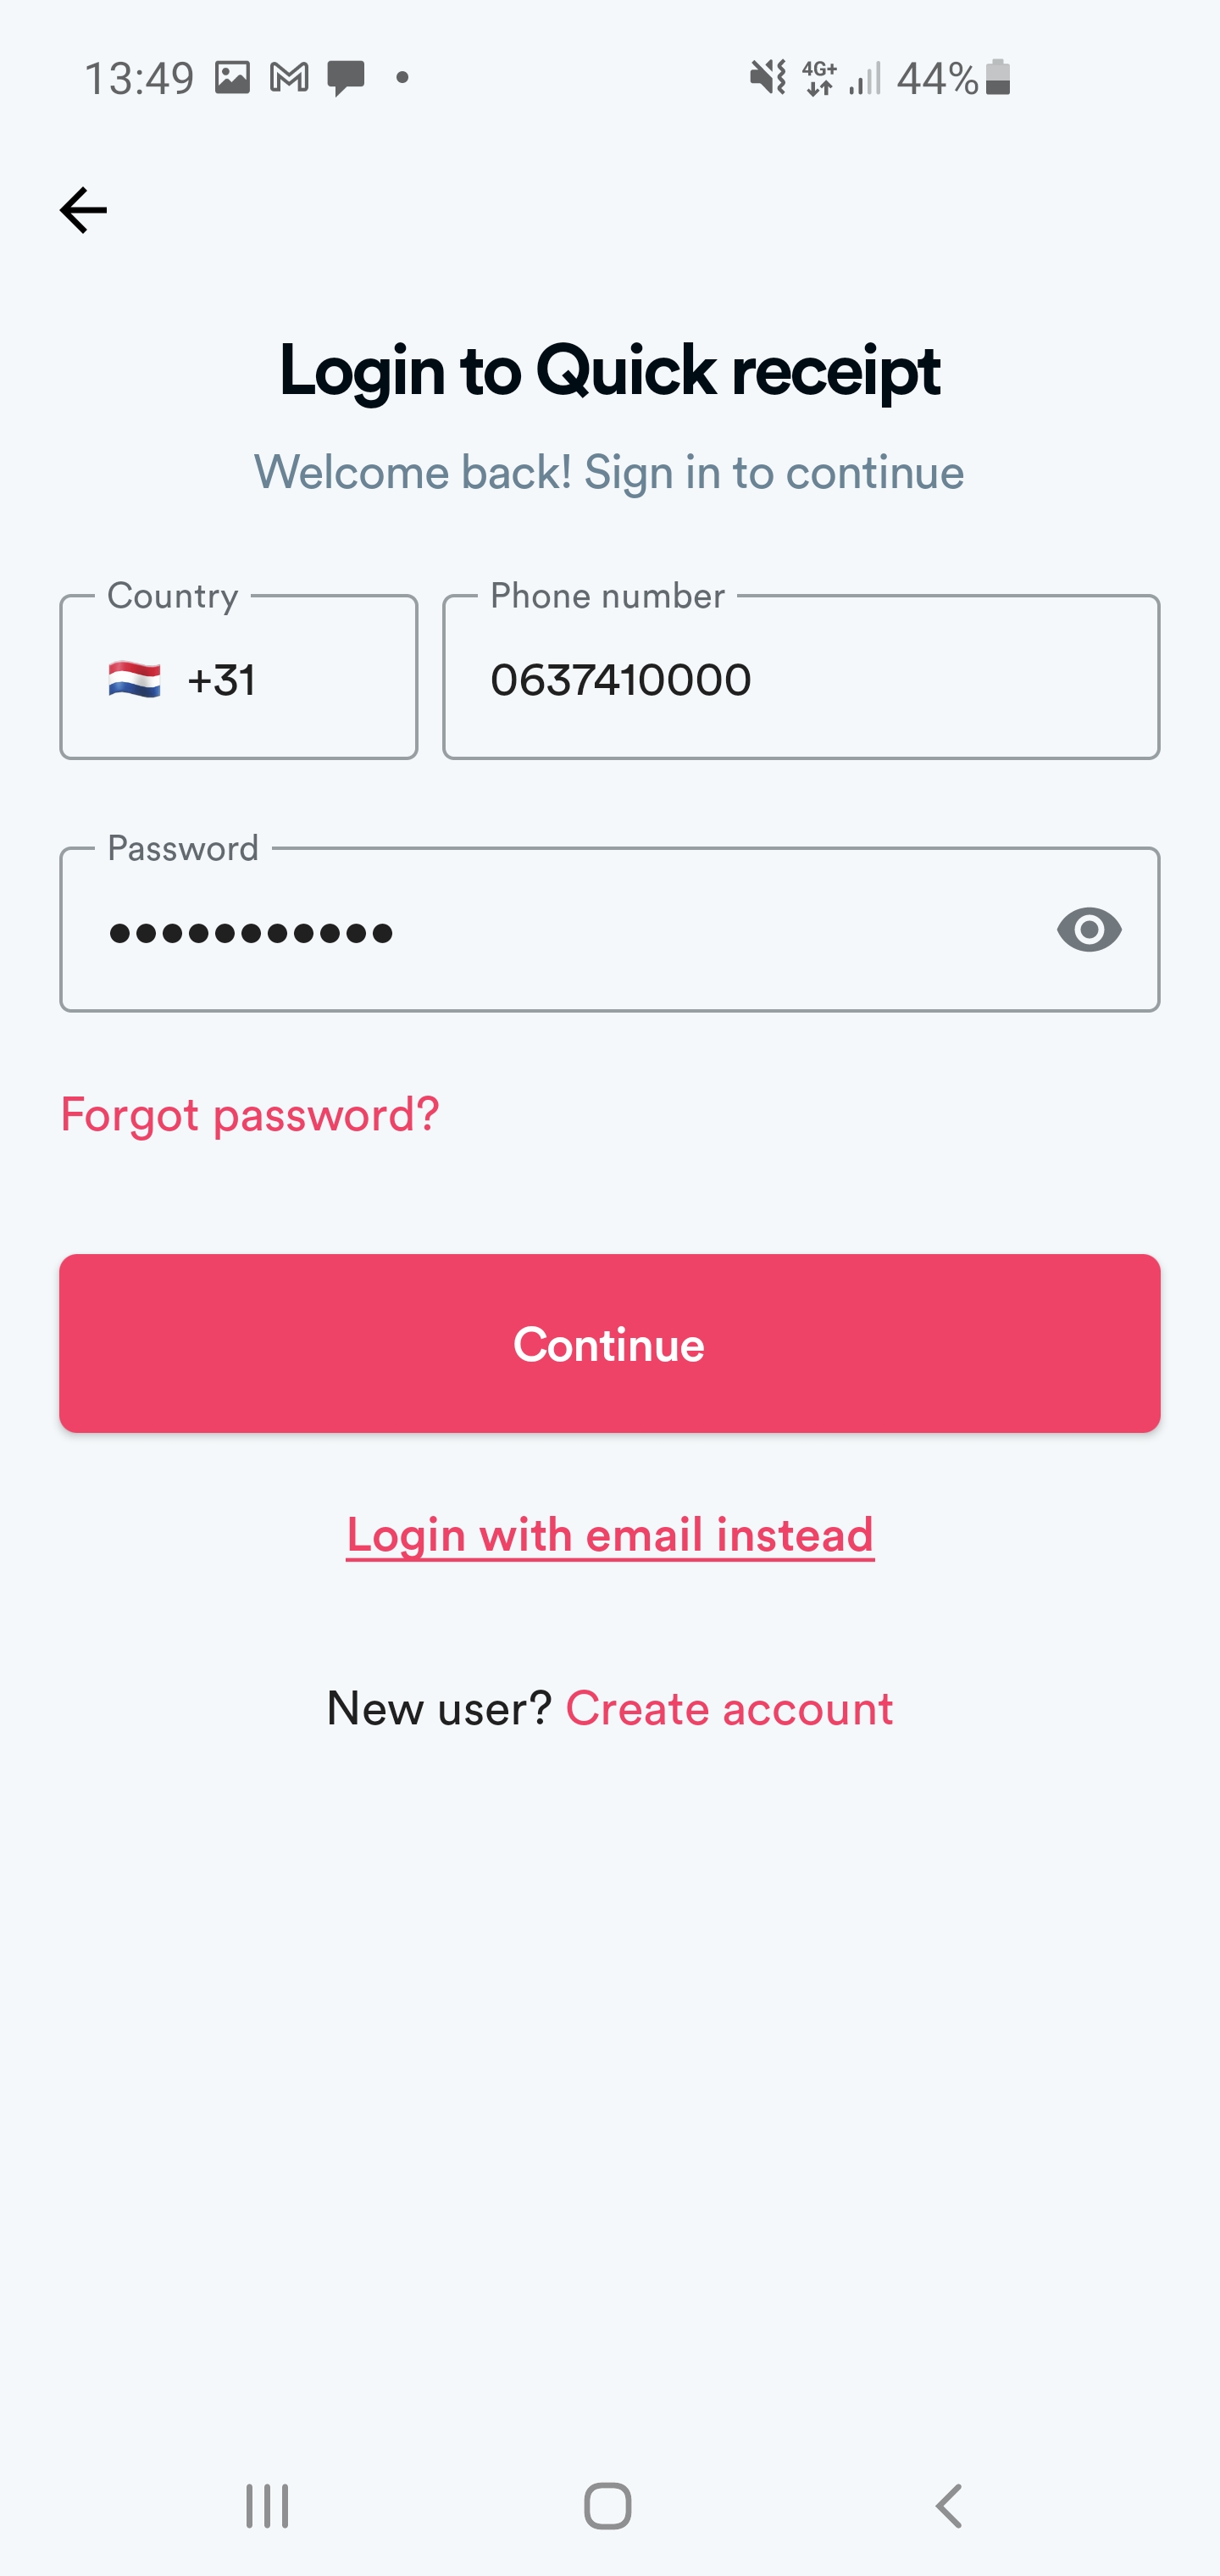 13:49
4G+
44%
Login to Quick receipt
Welcome back! Sign in to continue
Country
Phone number
+31
0637410000
Password
•••••••••••
Forgot password?
Continue
Login with email instead
New user? Create account